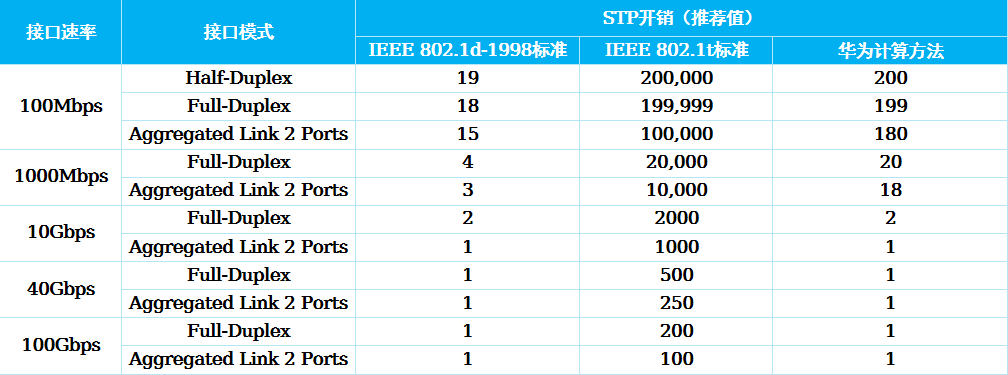 接口速率 接口模式 STP开销（推荐值）
IEEE 802.1d-1998标准 IEEE 802.1t标准 华为计算方法
100Mbps Half-Duplex 19 200,000 200
Full-Duplex 18 199,999 199
Aggregated Link 2 Ports 15 100,000 180
1000Mbps Full-Duplex 4 20,000 20
Aggregated Link 2 Ports 3 10,000 18
10Gbps Full-Duplex 2 2000 2
Aggregated Link 2 Ports 1 1000 1
40Gbps Full-Duplex 1 500 1
Aggregated Link 2 Ports 1 250 1
100Gbps Full-Duplex 1 200 1
Aggregated Link 2 Ports 1 100 1